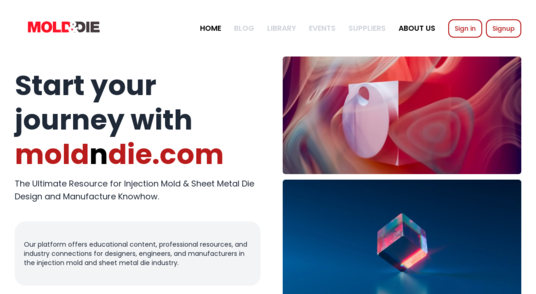 MOLD DIE
HOME BLOG LIBRARY EVENTS SUPPLIERS ABOUT US Sign in Signup
Start your
journey with
moldndie.com
The Ultimate Resource for Injection Mold & Sheet Metal Die
Design and Manufacture Knowhow.
Our platform offers educational content, professional resources, and
industry connections for designers, engineers, and manufacturers in
the injection mold and sheet metal die industry.